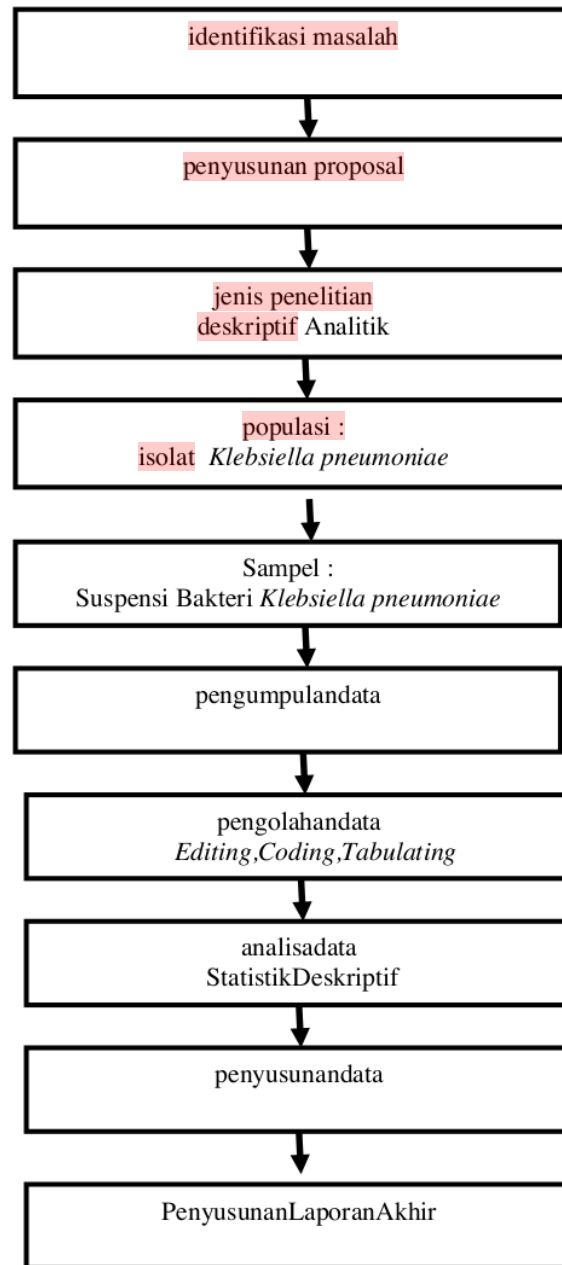 identifikasi masalah
penyusunan proposal
jenis penelitian
deskriptif Analitik
populasi :
isolat Klebsiella pneumoniae
Sampel :
Suspensi Bakteri Klebsiella pneumoniae
pengumpulandata
pengolahandata
Editing,Coding,Tabulating
analisadata
StatistikDeskriptif
penyusunandata
PenyusunanLaporanAkhir